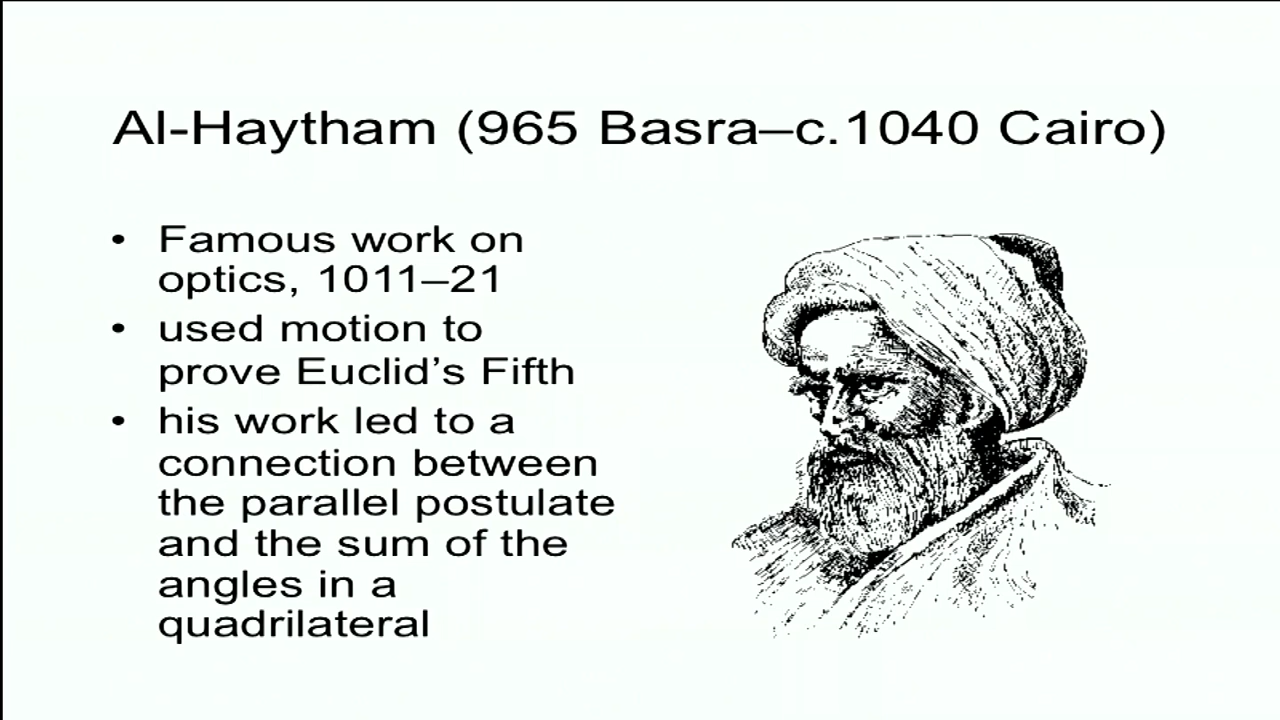 Al-Haytham (965 Basra–c.1040 Cairo)
• Famous work on
optics, 1011–21
• used motion to
prove Euclid’s Fifth
• his work led to a
connection between
the parallel postulate
and the sum of the
angles in a
quadrilateral